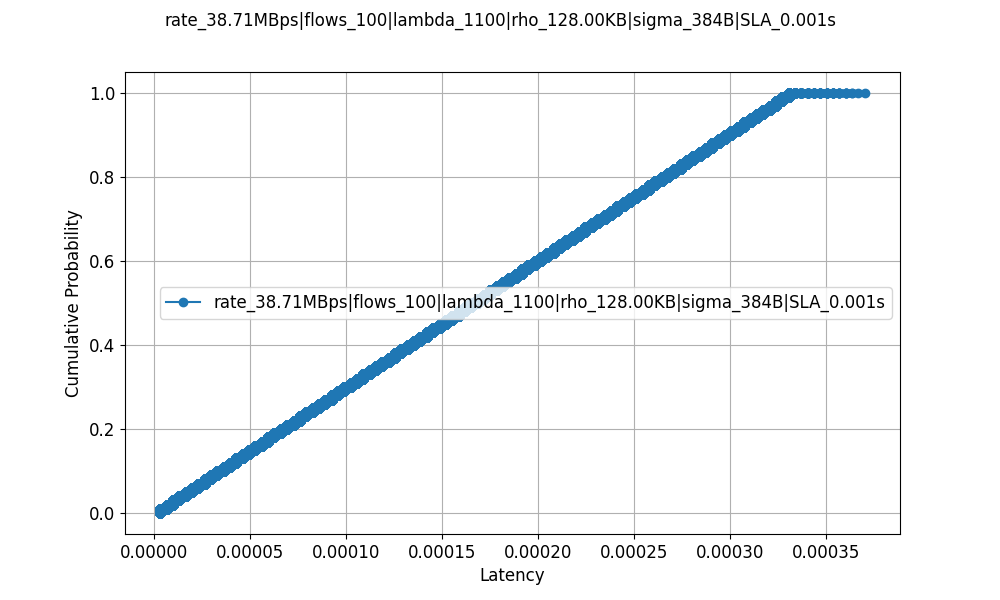 rate_38.71MBps|flows_100|lambda_1100|rho_128.00KB|sigma_384B|SLA_0.001s
1.0
0.8
0.6
0.4
0.2
0.0
Cumulative Probability
rate_38.71MBps|flows_100|lambda_1100|rho_128.00KB|sigma_384B|SLA_0.001s
0.00000 0.00005 0.00010 0.00015 0.00020 0.00025 0.00030 0.00035
Latency